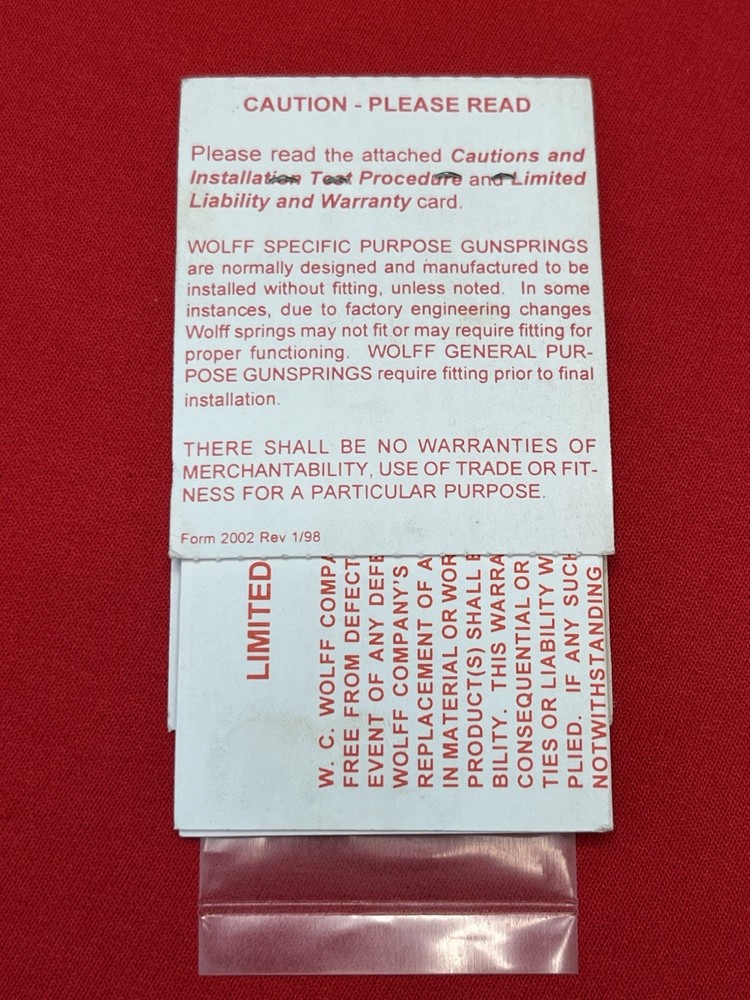 CAUTION - PLEASE READ
Please read the attached Cautions and
Installation Test Procedure and Limited
Liability and Warranty card.
WOLFF SPECIFIC PURPOSE GUNSPRINGS
are normally designed and manufactured to be
installed without fitting, unless noted. In some
instances, due to factory engineering changes
Wolff springs may not fit or may require fitting for
proper functioning. WOLFF GENERAL PUR-
POSE GUNSPRINGS require fitting prior to final
installation.
THERE SHALL BE NO WARRANTIES OF
MERCHANTABILITY, USE OF TRADE OR FIT-
NESS FOR A PARTICULAR PURPOSE.
Form 2002 Rev 1/98
LIMITED
W. C. WOLFF COMPA
FREE FROM DEFECT
EVENT OF ANY DEFE
WOLFF COMPANY'S
REPLACEMENT OF A
IN MATERIAL OR WOR
PRODUCT(S) SHALL
BILITY. THIS WARRA
CONSEQUENTIAL OR
TIES OR LIABILITY W
PLIED. IF ANY SUCH
NOTWITHSTANDING